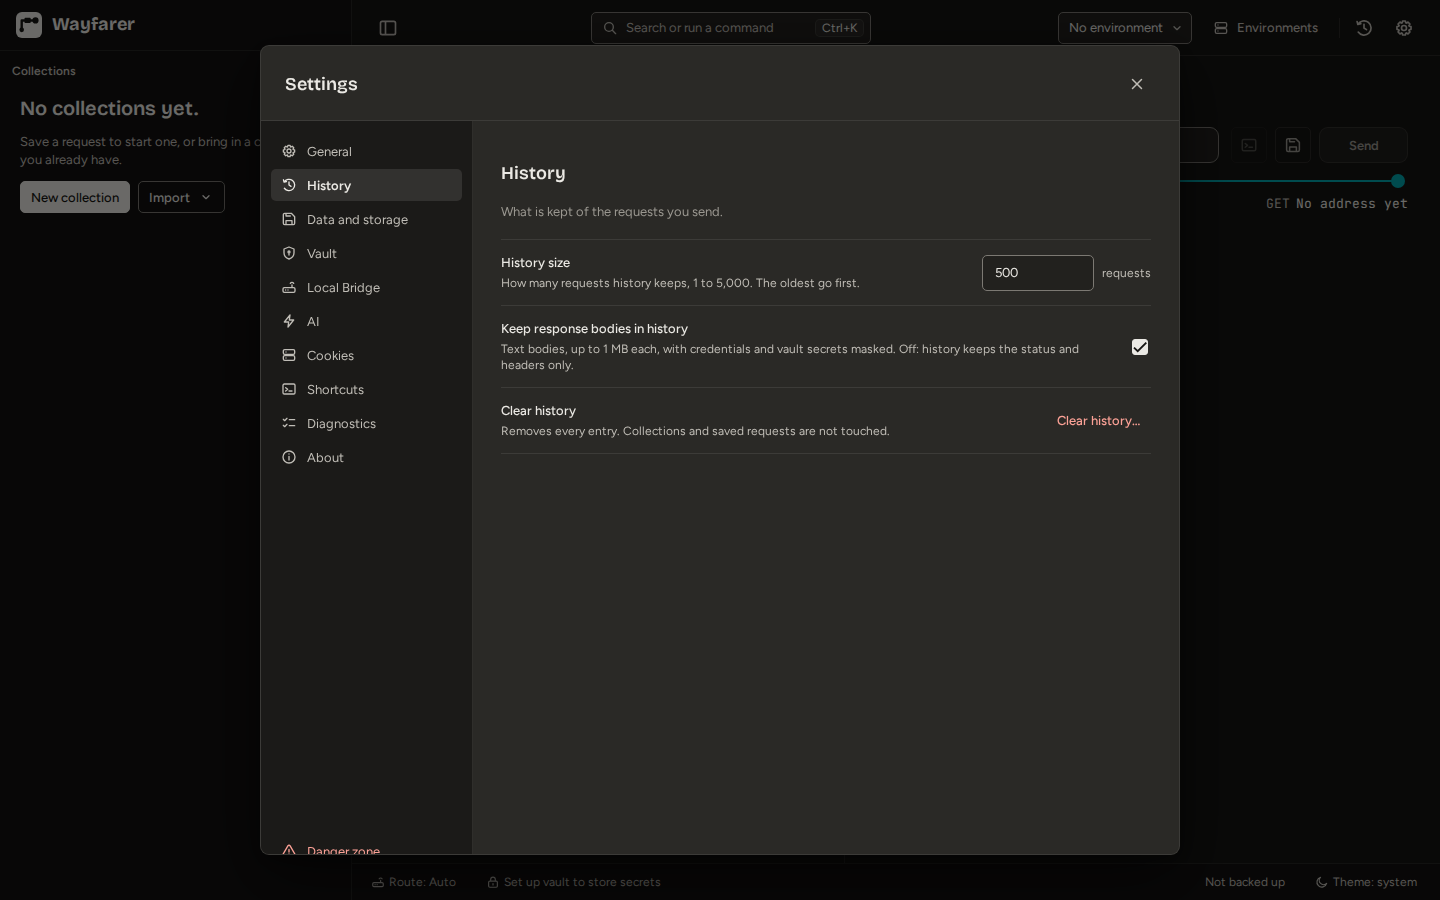 Wayfarer
Search or run a command
Ctrl+K
No environment
Environments
Collections
No collections yet.
Save a request to start one, or bring in a c
you already have.
New collection
Import
Send
GET No address yet
Settings
General
History
Data and storage
Vault
Local Bridge
AI
Cookies
Shortcuts
Diagnostics
About
Danger zone
History
What is kept of the requests you send.
History size
How many requests history keeps, 1 to 5,000. The oldest go first.
500
requests
Keep response bodies in history
Text bodies, up to 1 MB each, with credentials and vault secrets masked. Off: history keeps the status and
headers only.
Clear history
Removes every entry. Collections and saved requests are not touched.
Clear history...
Route: Auto
Set up vault to store secrets
Not backed up
Theme: system